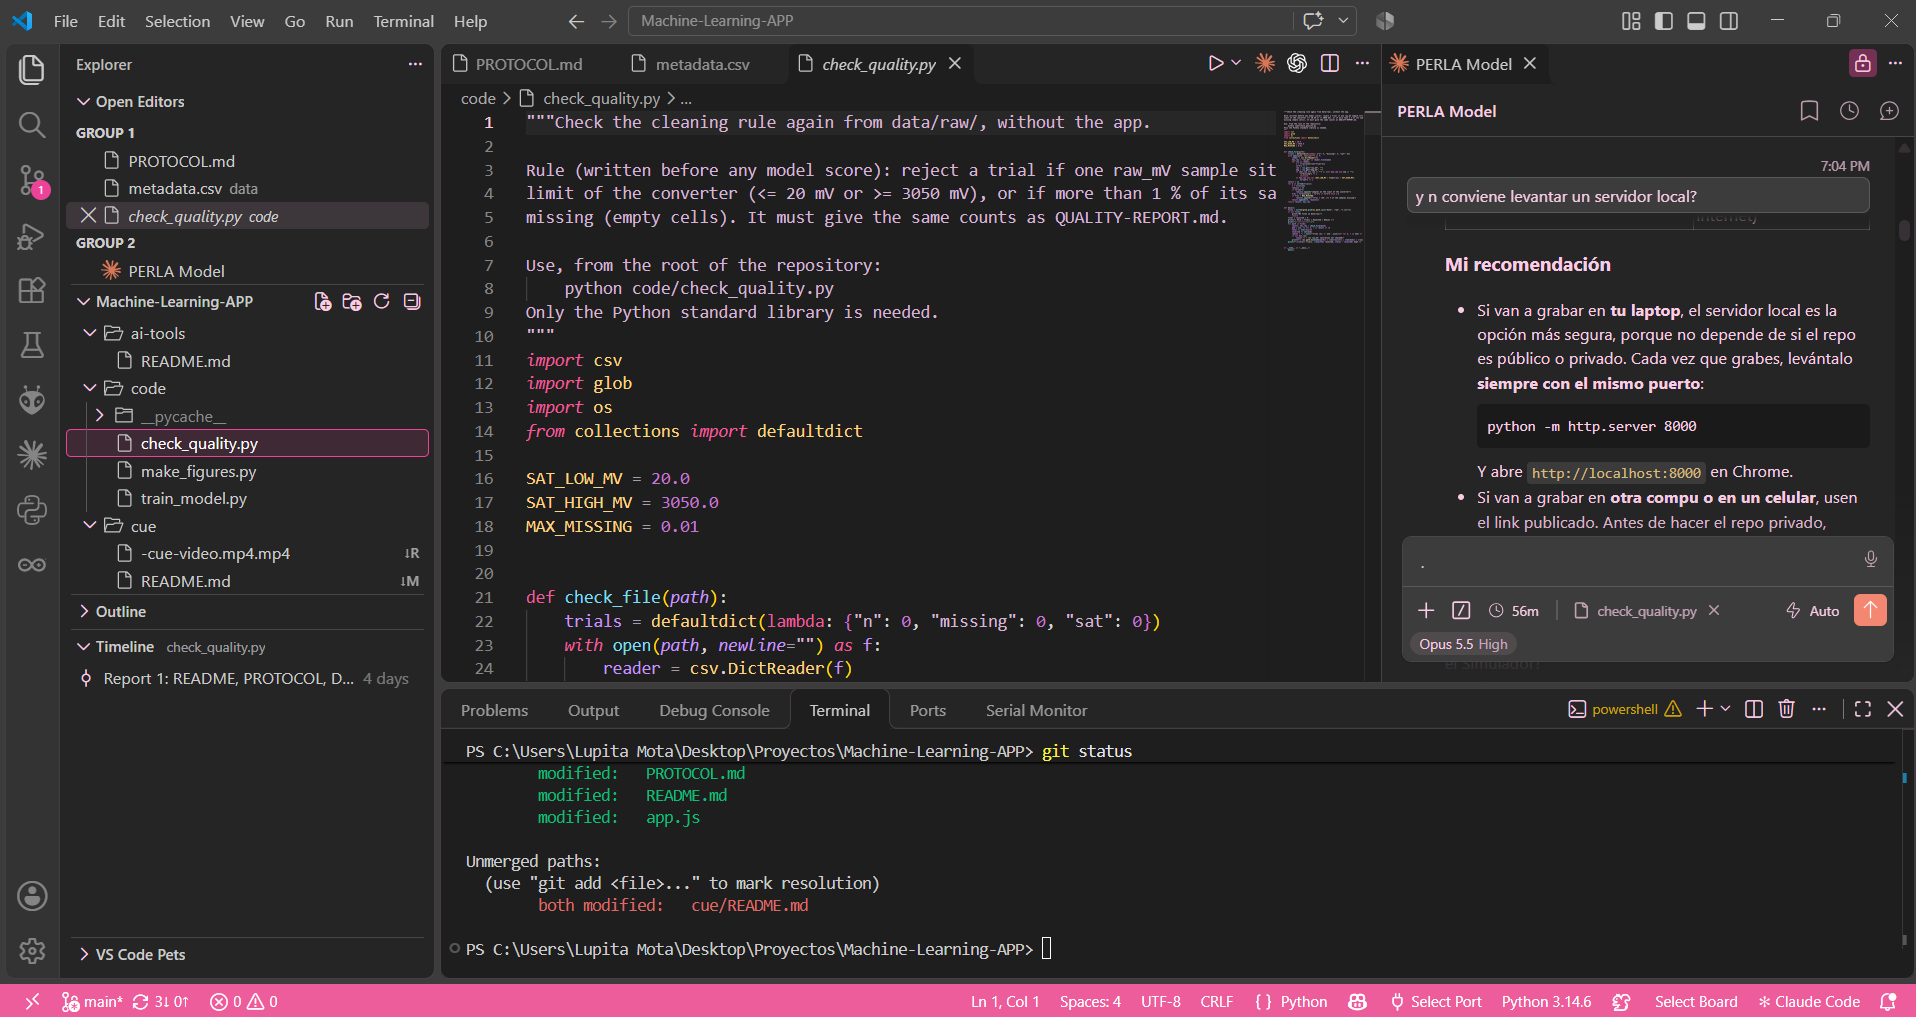 File Edit Selection View Go Run Terminal Help
Machine-Learning-APP
Explorer
Open Editors
GROUP 1
PROTOCOL.md
metadata.csv data
check_quality.py code
GROUP 2
PERLA Model
Machine-Learning-APP
ai-tools
README.md
code
__pycache__
check_quality.py
make_figures.py
train_model.py
cue
-cue-video.mp4.mp4 ↓R
README.md ↓M
Outline
Timeline check_quality.py
Report 1: README, PROTOCOL, D... 4 days
VS Code Pets
PROTOCOL.md
metadata.csv
check_quality.py
code > check_quality.py > ...
1 """Check the cleaning rule again from data/raw/, without the app.
2
3 Rule (written before any model score): reject a trial if one raw_mV sample sit
4 limit of the converter (<= 20 mV or >= 3050 mV), or if more than 1 % of its sa
5 missing (empty cells). It must give the same counts as QUALITY-REPORT.md.
6
7 Use, from the root of the repository:
8 python code/check_quality.py
9 Only the Python standard library is needed.
10 """
11 import csv
12 import glob
13 import os
14 from collections import defaultdict
15
16 SAT_LOW_MV = 20.0
17 SAT_HIGH_MV = 3050.0
18 MAX_MISSING = 0.01
19
20
21 def check_file(path):
22 trials = defaultdict(lambda: {"n": 0, "missing": 0, "sat": 0})
23 with open(path, newline="") as f:
24 reader = csv.DictReader(f)
PERLA Model
PERLA Model
7:04 PM
y n conviene levantar un servidor local?
internet)
Mi recomendación
• Si van a grabar en tu laptop, el servidor local es la
opción más segura, porque no depende de si el repo
es público o privado. Cada vez que grabes, levántalo
siempre con el mismo puerto:
python -m http.server 8000
Y abre http://localhost:8000 en Chrome.
• Si van a grabar en otra compu o en un celular, usen
el link publicado. Antes de hacer el repo privado,
.
56m
check_quality.py
Auto
Opus 5.5 High
el Simulador?
Problems Output Debug Console Terminal Ports Serial Monitor
powershell
PS C:\Users\Lupita Mota\Desktop\Proyectos\Machine-Learning-APP> git status
modified: PROTOCOL.md
modified: README.md
modified: app.js
Unmerged paths:
(use "git add <file>..." to mark resolution)
both modified: cue/README.md
PS C:\Users\Lupita Mota\Desktop\Proyectos\Machine-Learning-APP>
main* 3↓ 0↑ 0 0
Ln 1, Col 1 Spaces: 4 UTF-8 CRLF { } Python Select Port Python 3.14.6 Select Board Claude Code